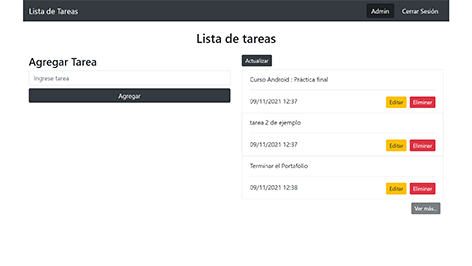 Lista de Tareas
Admin
Cerrar Sesión
Lista de tareas
Agregar Tarea
Ingrese tarea
Agregar
Actualizar
Curso Android : Práctica final
09/11/2021 12:37
Editar
Eliminar
tarea 2 de ejemplo
09/11/2021 12:37
Editar
Eliminar
Terminar el Portafolio
09/11/2021 12:38
Editar
Eliminar
Ver más..